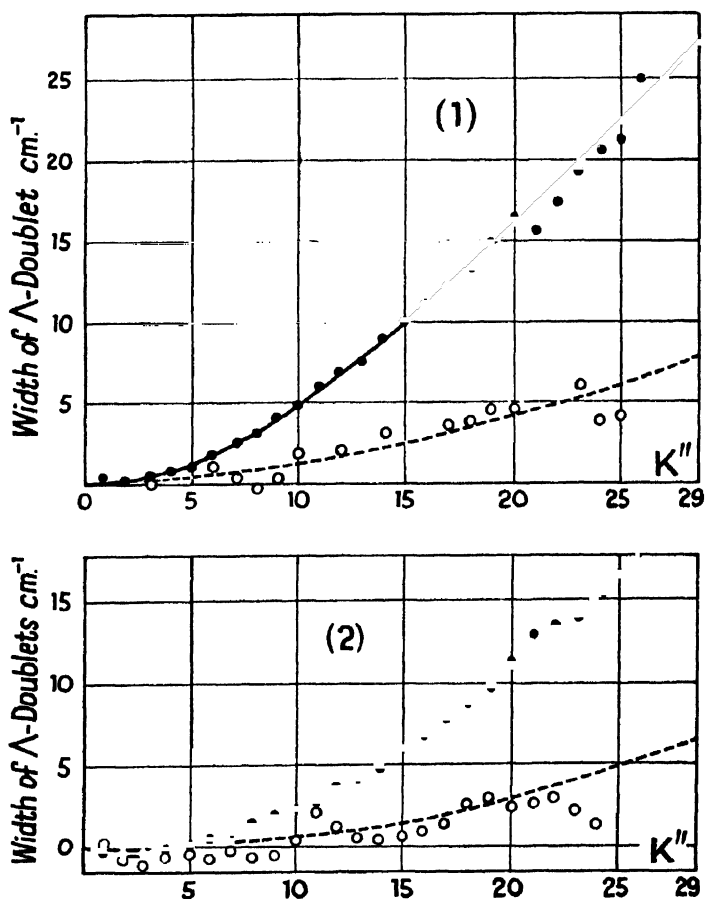 Width of Λ-Doublet cm.⁻¹
25
20
15
10
5
(1)
K″
0 5 10 15 20 25 29
Width of Λ-Doublets cm.⁻¹
15
10
5
0
(2)
K″
5 10 15 20 25 29